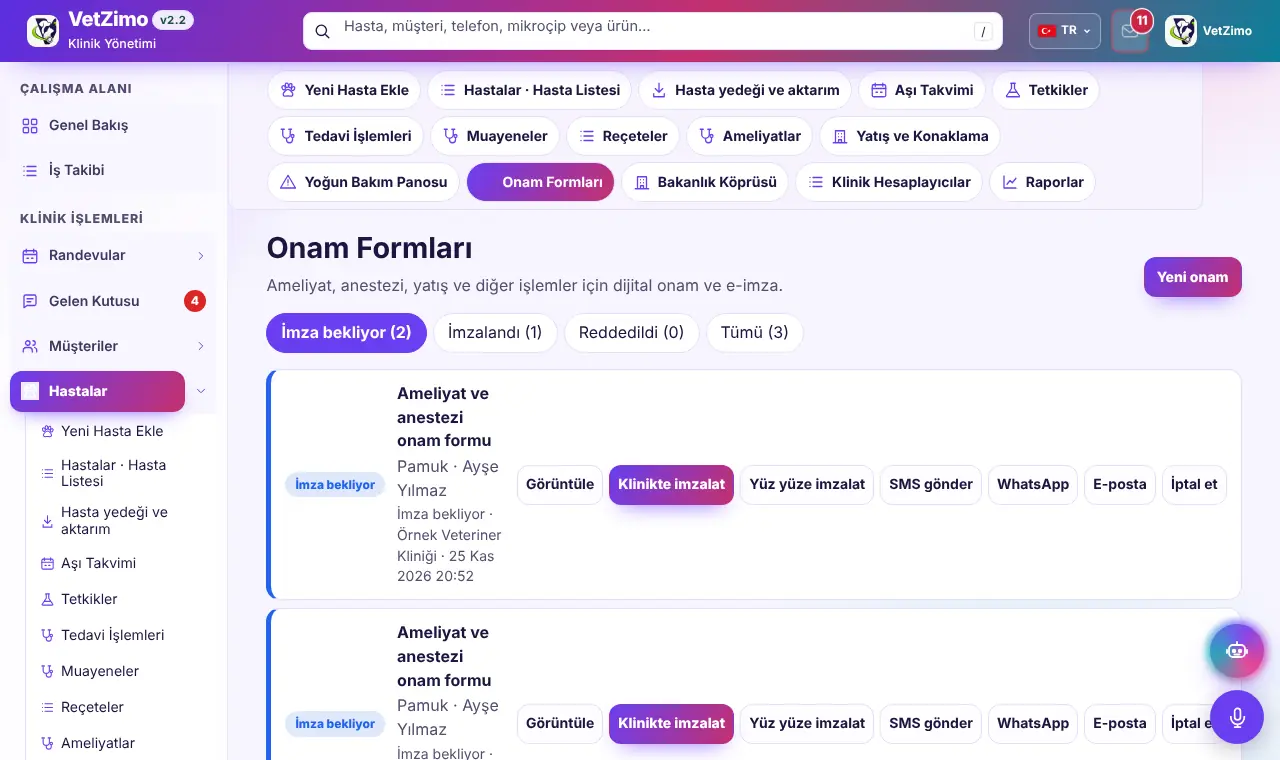 VetZimo v2.2
Klinik Yönetimi
Hasta, müşteri, telefon, mikroçip veya ürün...
/
TR
11
VetZimo
ÇALIŞMA ALANI
Genel Bakış
İş Takibi
KLİNİK İŞLEMLERİ
Randevular
Gelen Kutusu
4
Müşteriler
Hastalar
Yeni Hasta Ekle
Hastalar · Hasta
Listesi
Hasta yedeği ve
aktarım
Aşı Takvimi
Tetkikler
Tedavi İşlemleri
Muayeneler
Reçeteler
Ameliyatlar
Yeni Hasta Ekle
Hastalar · Hasta Listesi
Hasta yedeği ve aktarım
Aşı Takvimi
Tetkikler
Tedavi İşlemleri
Muayeneler
Reçeteler
Ameliyatlar
Yatış ve Konaklama
Yoğun Bakım Panosu
Onam Formları
Bakanlık Köprüsü
Klinik Hesaplayıcılar
Raporlar
Onam Formları
Ameliyat, anestezi, yatış ve diğer işlemler için dijital onam ve e-imza.
Yeni onam
İmza bekliyor (2)
İmzalandı (1)
Reddedildi (0)
Tümü (3)
İmza bekliyor
Ameliyat ve
anestezi
onam formu
Pamuk · Ayşe
Yılmaz
İmza bekliyor ·
Örnek Veteriner
Kliniği · 25 Kas
2026 20:52
Görüntüle
Klinikte imzalat
Yüz yüze imzalat
SMS gönder
WhatsApp
E-posta
İptal et
İmza bekliyor
Ameliyat ve
anestezi
onam formu
Pamuk · Ayşe
Yılmaz
İmza bekliyor ·
Görüntüle
Klinikte imzalat
Yüz yüze imzalat
SMS gönder
WhatsApp
E-posta
İptal